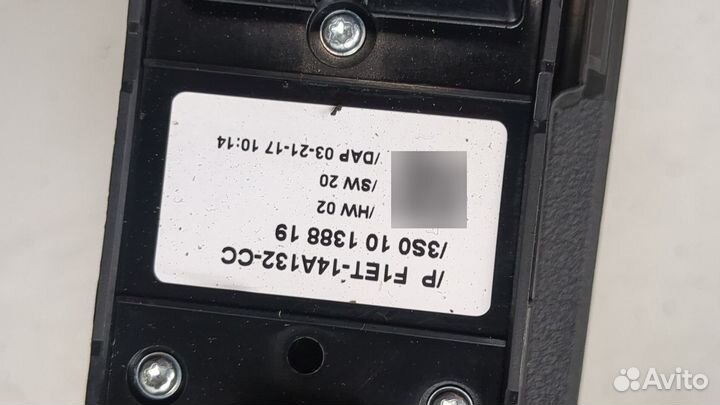 /P F1ET-14A132-CC
/3S0 10 1388 19
/HW 02
/SW 20
/DAP 03-21-17 10:14
Avito